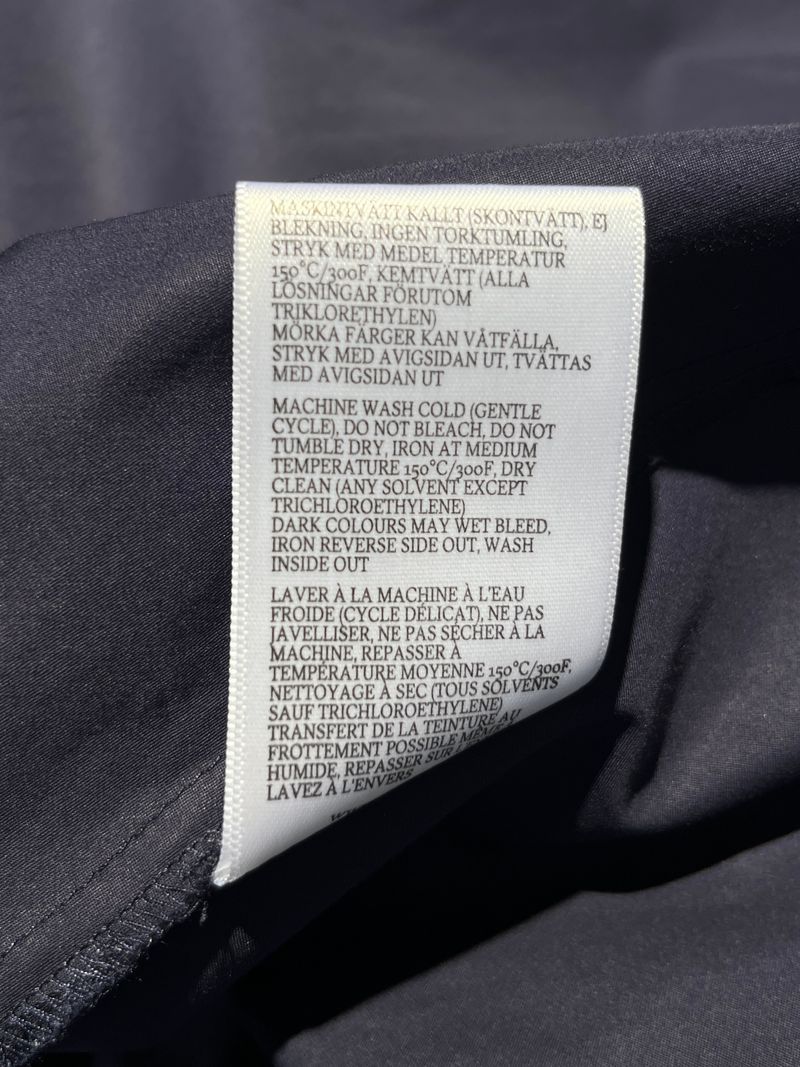 MASKINTVÄTT KALLT (SKONTVÄTT), EJ
BLEKNING, INGEN TORKTUMLING,
STRYK MED MEDEL TEMPERATUR
150°C/300F, KEMTVÄTT (ALLA
LÖSNINGAR FÖRUTOM
TRIKLORETHYLEN)
MÖRKA FÄRGER KAN VÅTFÄLLA,
STRYK MED AVIGSIDAN UT, TVÄTTAS
MED AVIGSIDAN UT
MACHINE WASH COLD (GENTLE
CYCLE), DO NOT BLEACH, DO NOT
TUMBLE DRY, IRON AT MEDIUM
TEMPERATURE 150°C/300F, DRY
CLEAN (ANY SOLVENT EXCEPT
TRICHLOROETHYLENE)
DARK COLOURS MAY WET BLEED,
IRON REVERSE SIDE OUT, WASH
INSIDE OUT
LAVER À LA MACHINE À L'EAU
FROIDE (CYCLE DÉLICAT), NE PAS
JAVELLISER, NE PAS SÉCHER À LA
MACHINE, REPASSER À
TEMPÉRATURE MOYENNE 150°C/300F,
NETTOYAGE À SEC (TOUS SOLVENTS
SAUF TRICHLOROETHYLENE)
TRANSFERT DE LA TEINTURE AU
FROTTEMENT POSSIBLE MÊME
HUMIDE, REPASSER SUR
LAVEZ À L'ENVERS